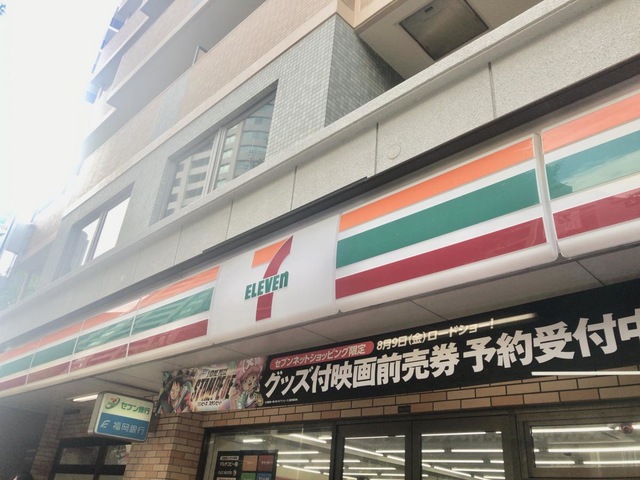 ELEVEN
セブンネットショッピング限定
8月9日(金)ロードショー!
グッズ付映画前売券 予約受付中
STAMPEDE
セブン銀行
福岡銀行